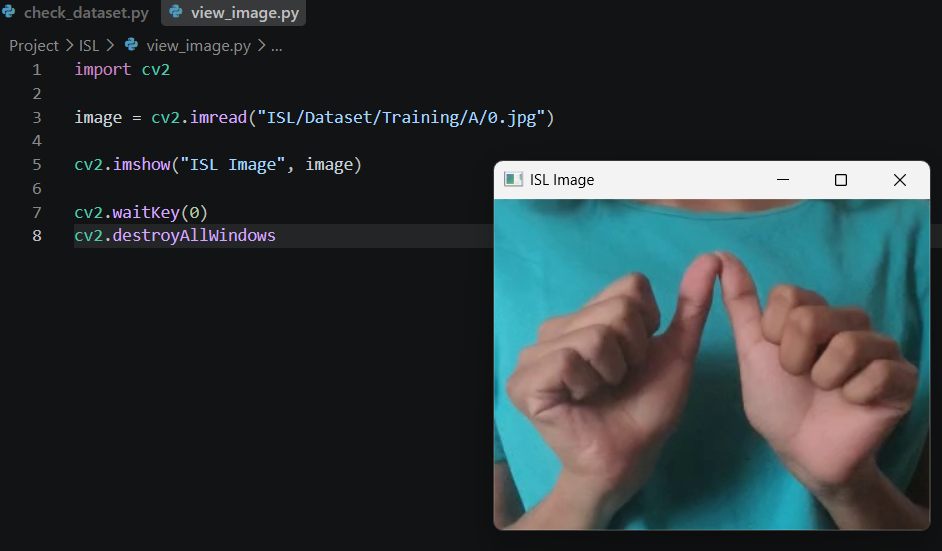 check_dataset.py
view_image.py
Project > ISL > view_image.py > ...
1 import cv2
2
3 image = cv2.imread("ISL/Dataset/Training/A/0.jpg")
4
5 cv2.imshow("ISL Image", image)
6
7 cv2.waitKey(0)
8 cv2.destroyAllWindows
ISL Image